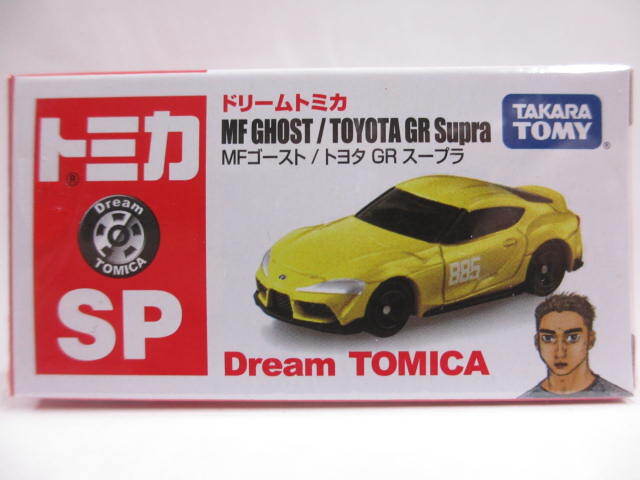 トミカ
®
Dream
TOMICA
SP
ドリームトミカ
MF GHOST / TOYOTA GR Supra
MFゴースト / トヨタ GR スープラ
TAKARA
TOMY
®
885
Dream TOMICA